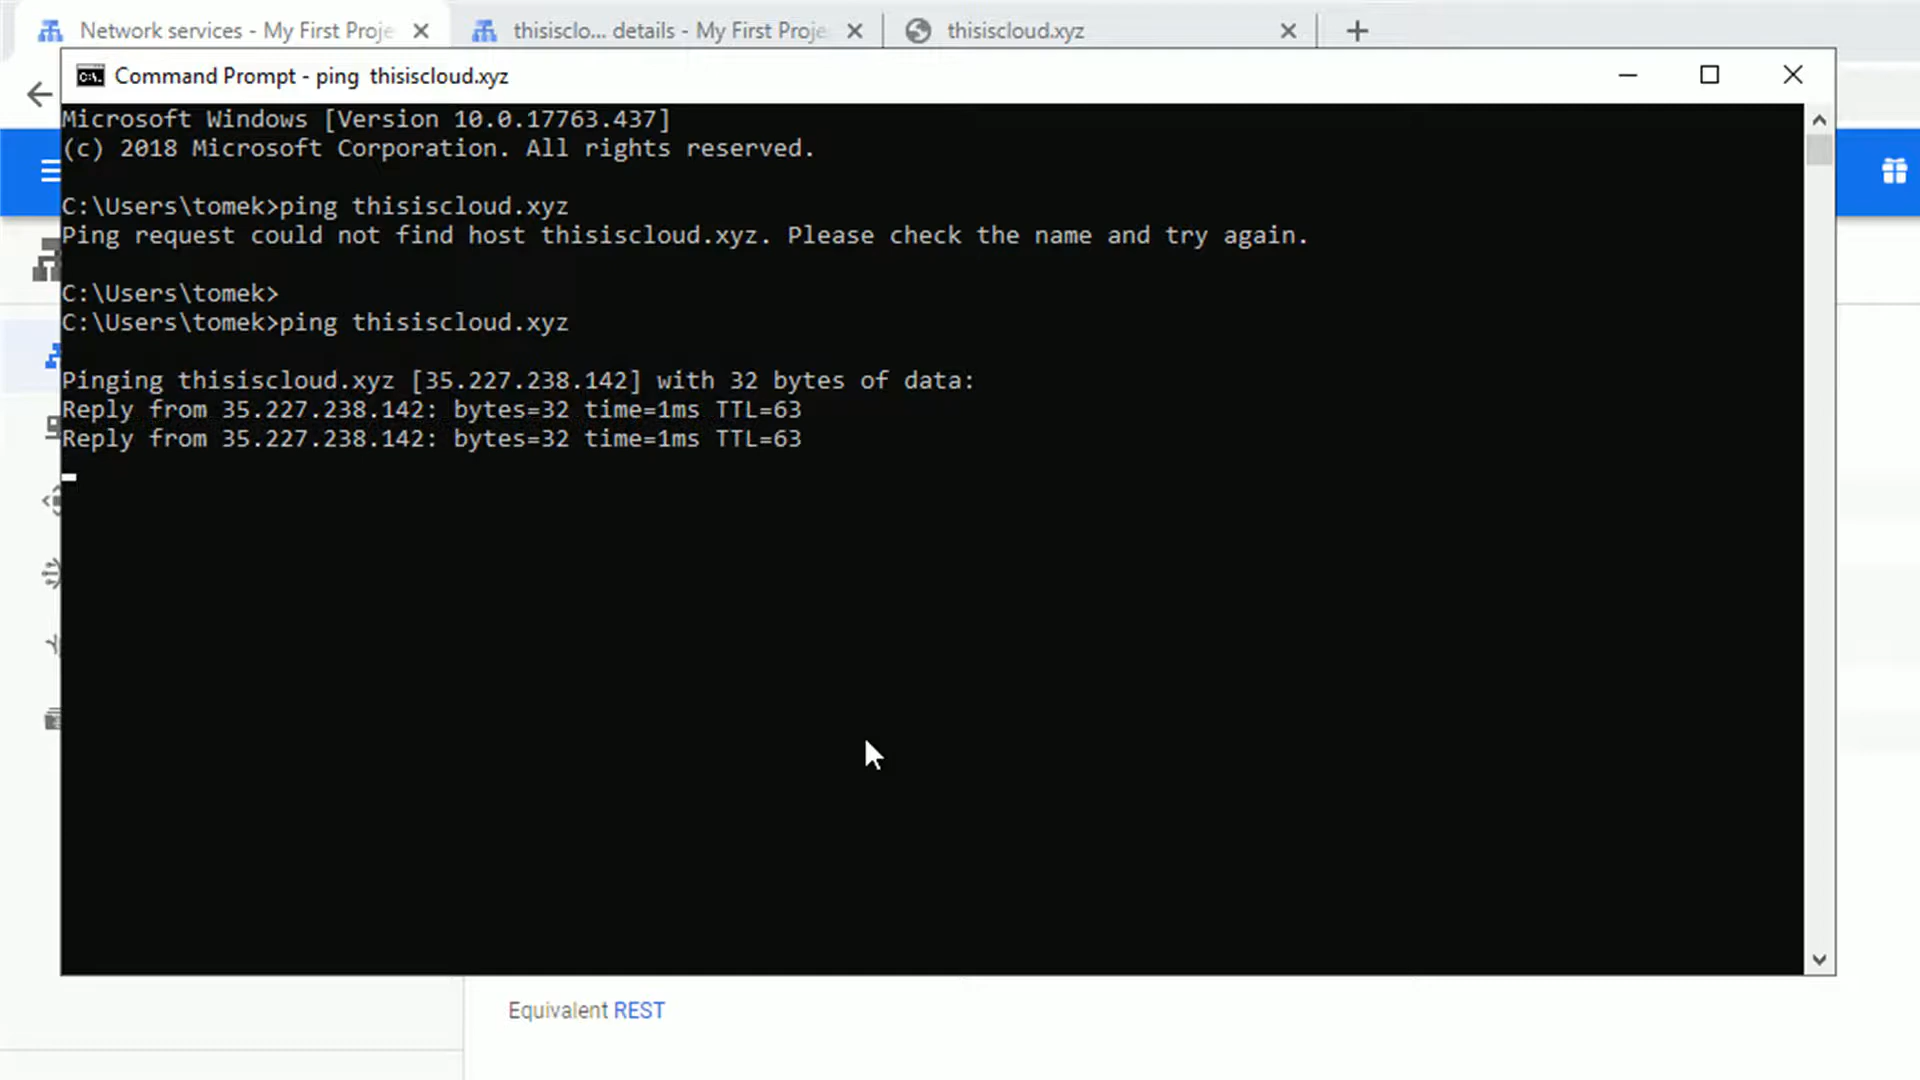 Network services - My First Proje
thisisclo... details - My First Proje
thisiscloud.xyz
Command Prompt - ping  thisiscloud.xyz
Microsoft Windows [Version 10.0.17763.437]
(c) 2018 Microsoft Corporation. All rights reserved.
C:\Users\tomek>ping thisiscloud.xyz
Ping request could not find host thisiscloud.xyz. Please check the name and try again.
C:\Users\tomek>
C:\Users\tomek>ping thisiscloud.xyz
Pinging thisiscloud.xyz [35.227.238.142] with 32 bytes of data:
Reply from 35.227.238.142: bytes=32 time=1ms TTL=63
Reply from 35.227.238.142: bytes=32 time=1ms TTL=63
Equivalent REST